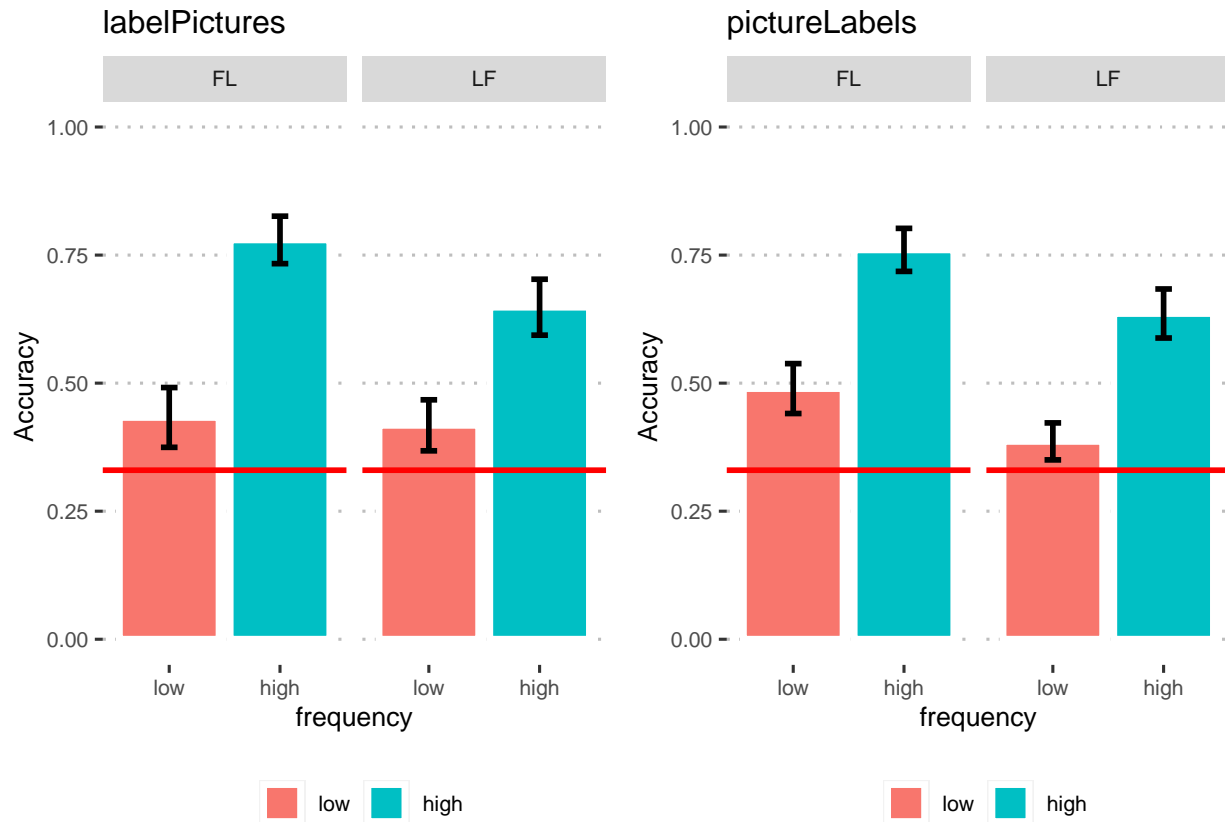 labelPictures
FL LF
1.00
0.75
0.50
0.25
0.00
Accuracy
low high low high
frequency
low high
pictureLabels
FL LF
1.00
0.75
0.50
0.25
0.00
Accuracy
low high low high
frequency
low high